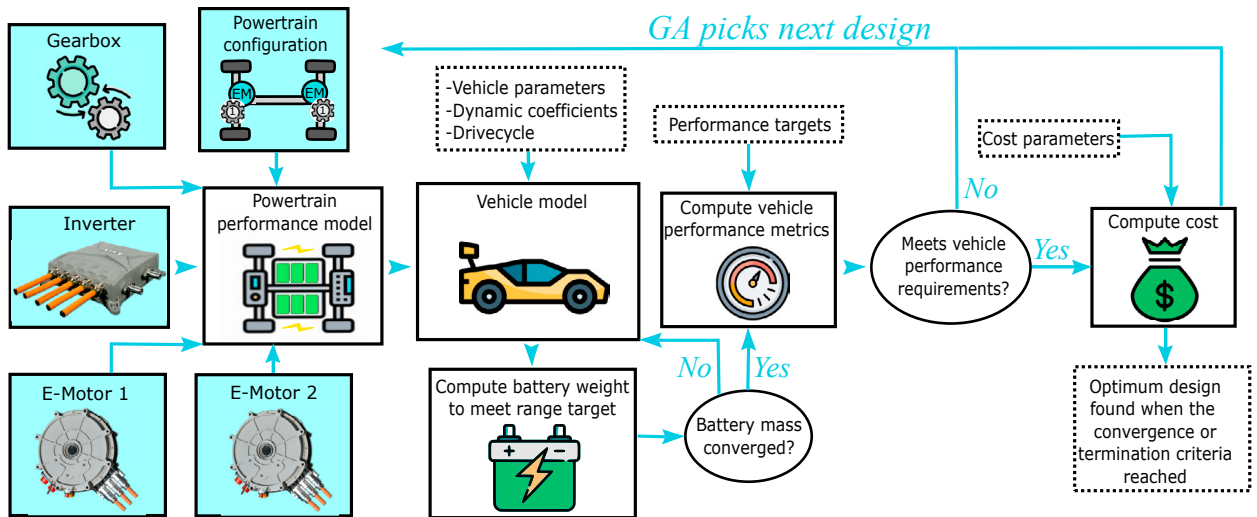 Gearbox
Powertrain
configuration
EM
EM
1
1
GA picks next design
-Vehicle parameters
-Dynamic coefficients
-Drivecycle
Performance targets
Cost parameters
No
Inverter
Powertrain
performance model
Vehicle model
Compute vehicle
performance metrics
Meets vehicle
performance
requirements?
Yes
Compute cost
$
E-Motor 1
E-Motor 2
Compute battery weight
to meet range target
+ -
No
Yes
Battery mass
converged?
Optimum design
found when the
convergence or
termination criteria
reached